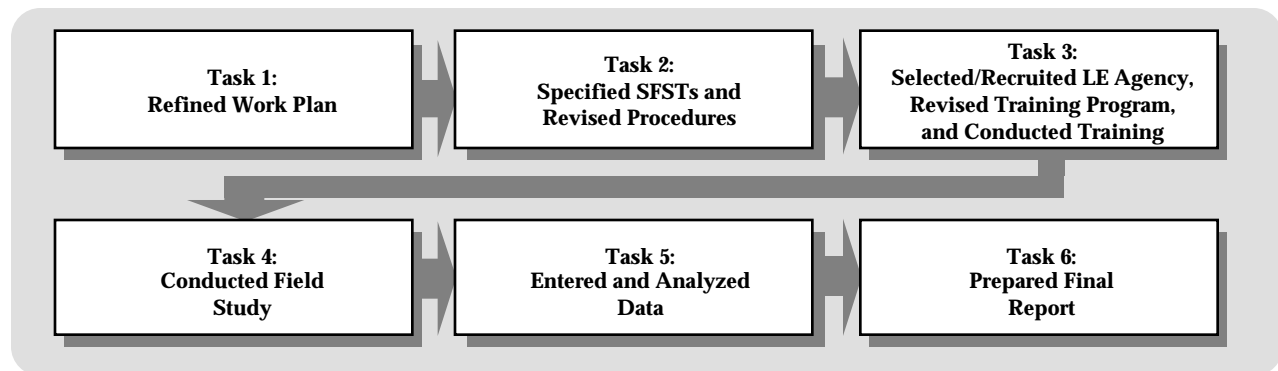 Task 1:
Refined Work Plan
Task 2:
Specified SFSTs and
Revised Procedures
Task 3:
Selected/Recruited LE Agency,
Revised Training Program,
and Conducted Training
Task 4:
Conducted Field
Study
Task 5:
Entered and Analyzed
Data
Task 6:
Prepared Final
Report